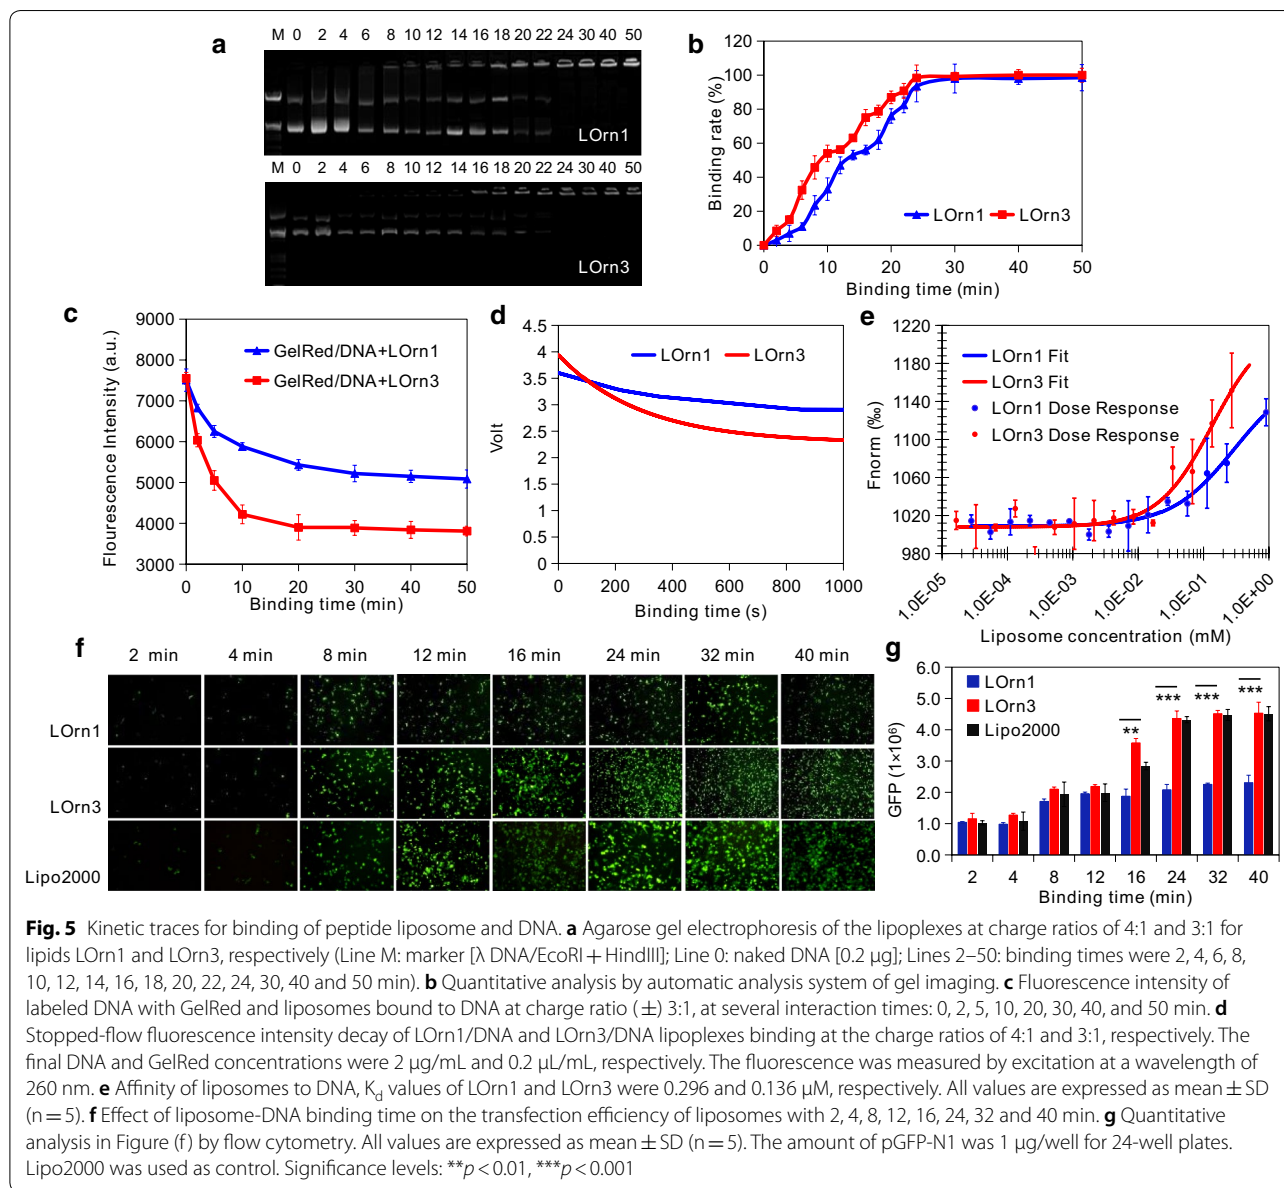 a
M 0 2 4 6 8 10 12 14 16 18 20 22 24 30 40 50
LOrn1
M 0 2 4 6 8 10 12 14 16 18 20 22 24 30 40 50
LOrn3
b
120
100
80
60
40
20
0
Binding rate (%)
LOrn1 LOrn3
0 10 20 30 40 50
Binding time (min)
c
9000
8000
7000
6000
5000
4000
3000
Flourescence Intensity (a.u.)
GelRed/DNA+LOrn1
GelRed/DNA+LOrn3
0 10 20 30 40 50
Binding time (min)
d
4.5
4
3.5
3
2.5
2
1.5
1
0.5
0
Volt
LOrn1 LOrn3
0 200 400 600 800 1000
Binding time (s)
e
1220
1180
1140
1100
1060
1020
980
Fnorm (‰)
LOrn1 Fit
LOrn3 Fit
LOrn1 Dose Response
LOrn3 Dose Response
1.0E-05 1.0E-04 1.0E-03 1.0E-02 1.0E-01 1.0E+00
Liposome concentration (mM)
f
2 min 4 min 8 min 12 min 16 min 24 min 32 min 40 min
LOrn1
LOrn3
Lipo2000
g
6.0
5.0
4.0
3.0
2.0
1.0
0.0
GFP (1×10⁶)
LOrn1
LOrn3
Lipo2000
** *** *** ***
2 4 8 12 16 24 32 40
Binding time (min)
Fig. 5 Kinetic traces for binding of peptide liposome and DNA. a Agarose gel electrophoresis of the lipoplexes at charge ratios of 4:1 and 3:1 for
lipids LOrn1 and LOrn3, respectively (Line M: marker [λ DNA/EcoRI + HindIII]; Line 0: naked DNA [0.2 µg]; Lines 2–50: binding times were 2, 4, 6, 8,
10, 12, 14, 16, 18, 20, 22, 24, 30, 40 and 50 min). b Quantitative analysis by automatic analysis system of gel imaging. c Fluorescence intensity of
labeled DNA with GelRed and liposomes bound to DNA at charge ratio (±) 3:1, at several interaction times: 0, 2, 5, 10, 20, 30, 40, and 50 min. d
Stopped-flow fluorescence intensity decay of LOrn1/DNA and LOrn3/DNA lipoplexes binding at the charge ratios of 4:1 and 3:1, respectively. The
final DNA and GelRed concentrations were 2 µg/mL and 0.2 µL/mL, respectively. The fluorescence was measured by excitation at a wavelength of
260 nm. e Affinity of liposomes to DNA, Kd values of LOrn1 and LOrn3 were 0.296 and 0.136 µM, respectively. All values are expressed as mean ± SD
(n = 5). f Effect of liposome-DNA binding time on the transfection efficiency of liposomes with 2, 4, 8, 12, 16, 24, 32 and 40 min. g Quantitative
analysis in Figure (f) by flow cytometry. All values are expressed as mean ± SD (n = 5). The amount of pGFP-N1 was 1 µg/well for 24-well plates.
Lipo2000 was used as control. Significance levels: **p < 0.01, ***p < 0.001